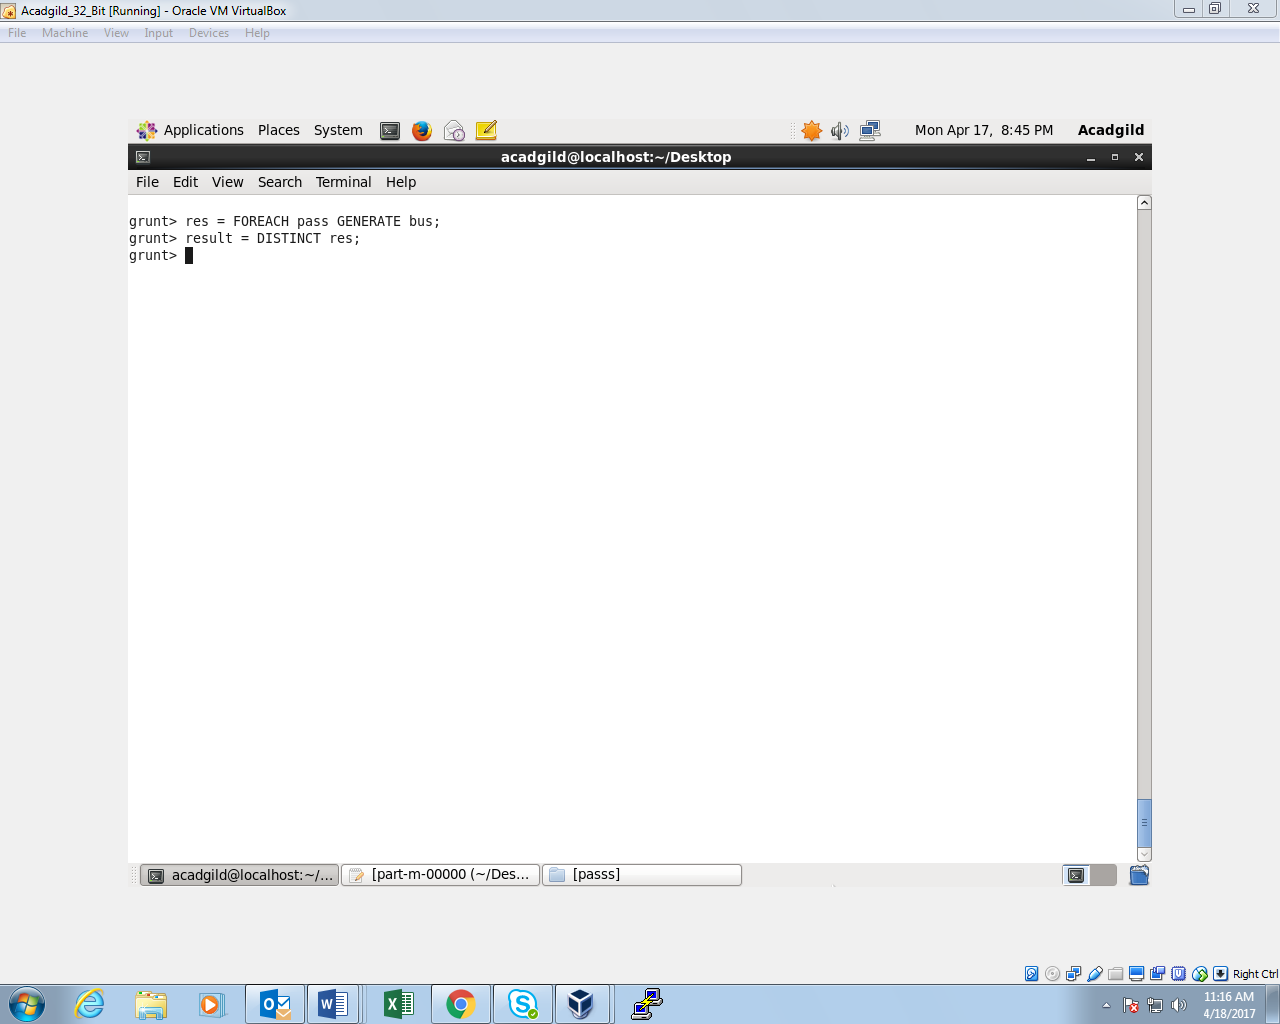 Acadgild_32_Bit [Running] - Oracle VM VirtualBox
File Machine View Input Devices Help
Applications Places System Mon Apr 17, 8:45 PM Acadgild
acadgild@localhost:~/Desktop
File Edit View Search Terminal Help
grunt> res = FOREACH pass GENERATE bus;
grunt> result = DISTINCT res;
grunt>
acadgild@localhost:~/... [part-m-00000 (~/Des... [passs]
Right Ctrl
11:16 AM
4/18/2017